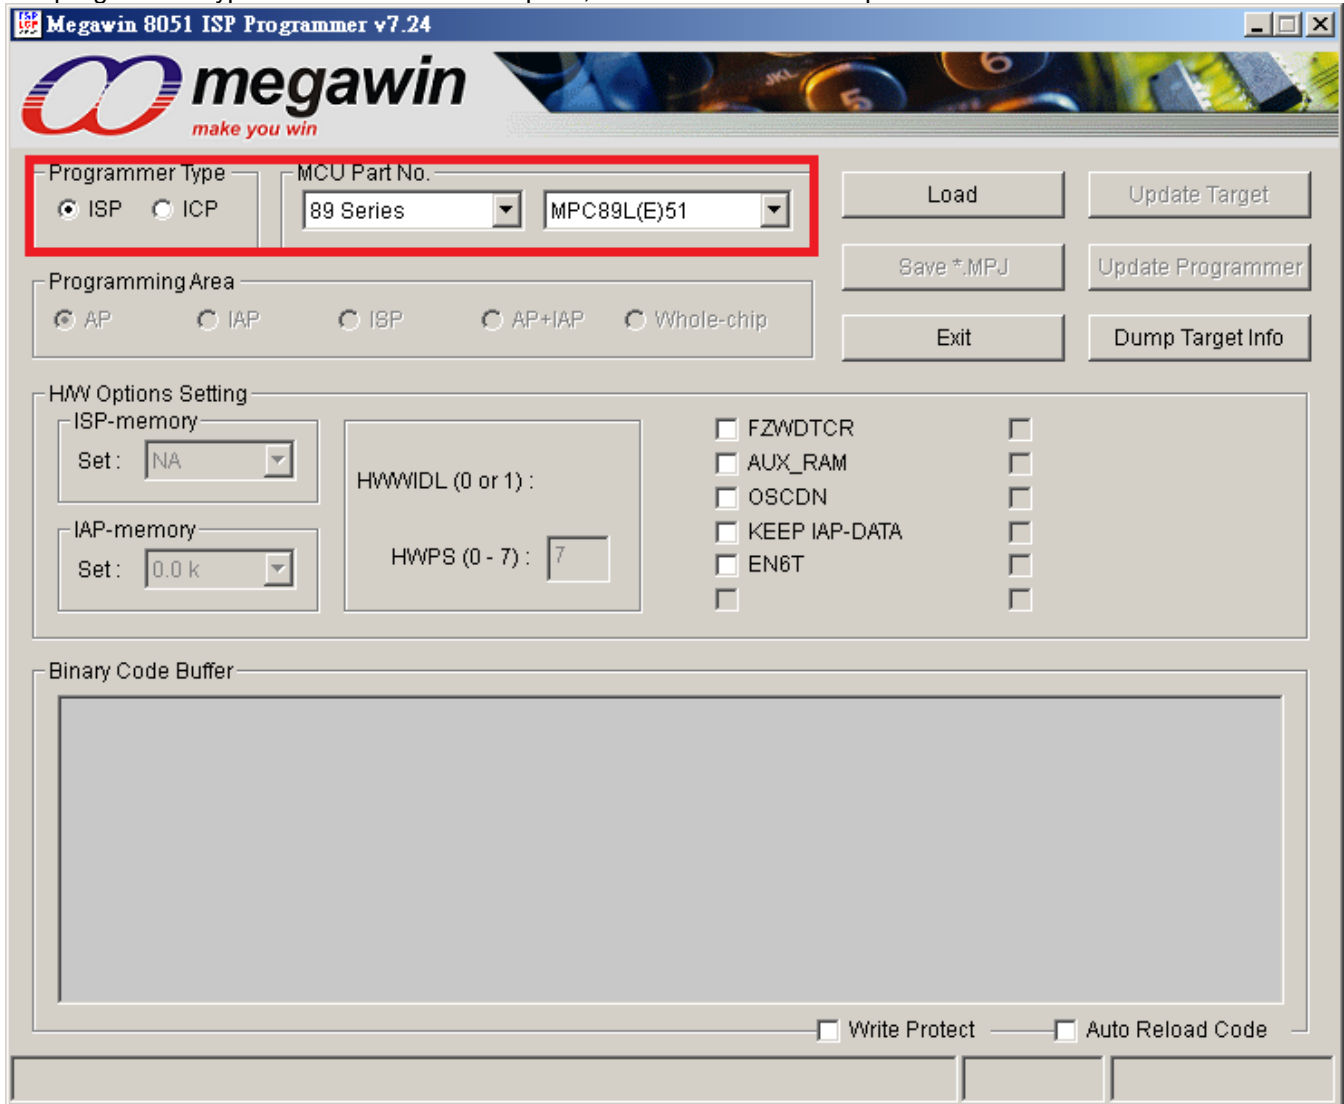 Megawin 8051 ISP Programmer v7.24
megawin
make you win
Programmer Type
ISP ICP
MCU Part No.
89 Series MPC89L(E)51
Load Update Target
Save *.MPJ Update Programmer
Exit Dump Target Info
Programming Area
AP IAP ISP AP+IAP Whole-chip
H/W Options Setting
ISP-memory
Set : NA
IAP-memory
Set : 0.0 k
HWWIDL (0 or 1) :
HWPS (0 - 7) : 7
FZWDTCR
AUX_RAM
OSCDN
KEEP IAP-DATA
EN6T
Binary Code Buffer
Write Protect Auto Reload Code